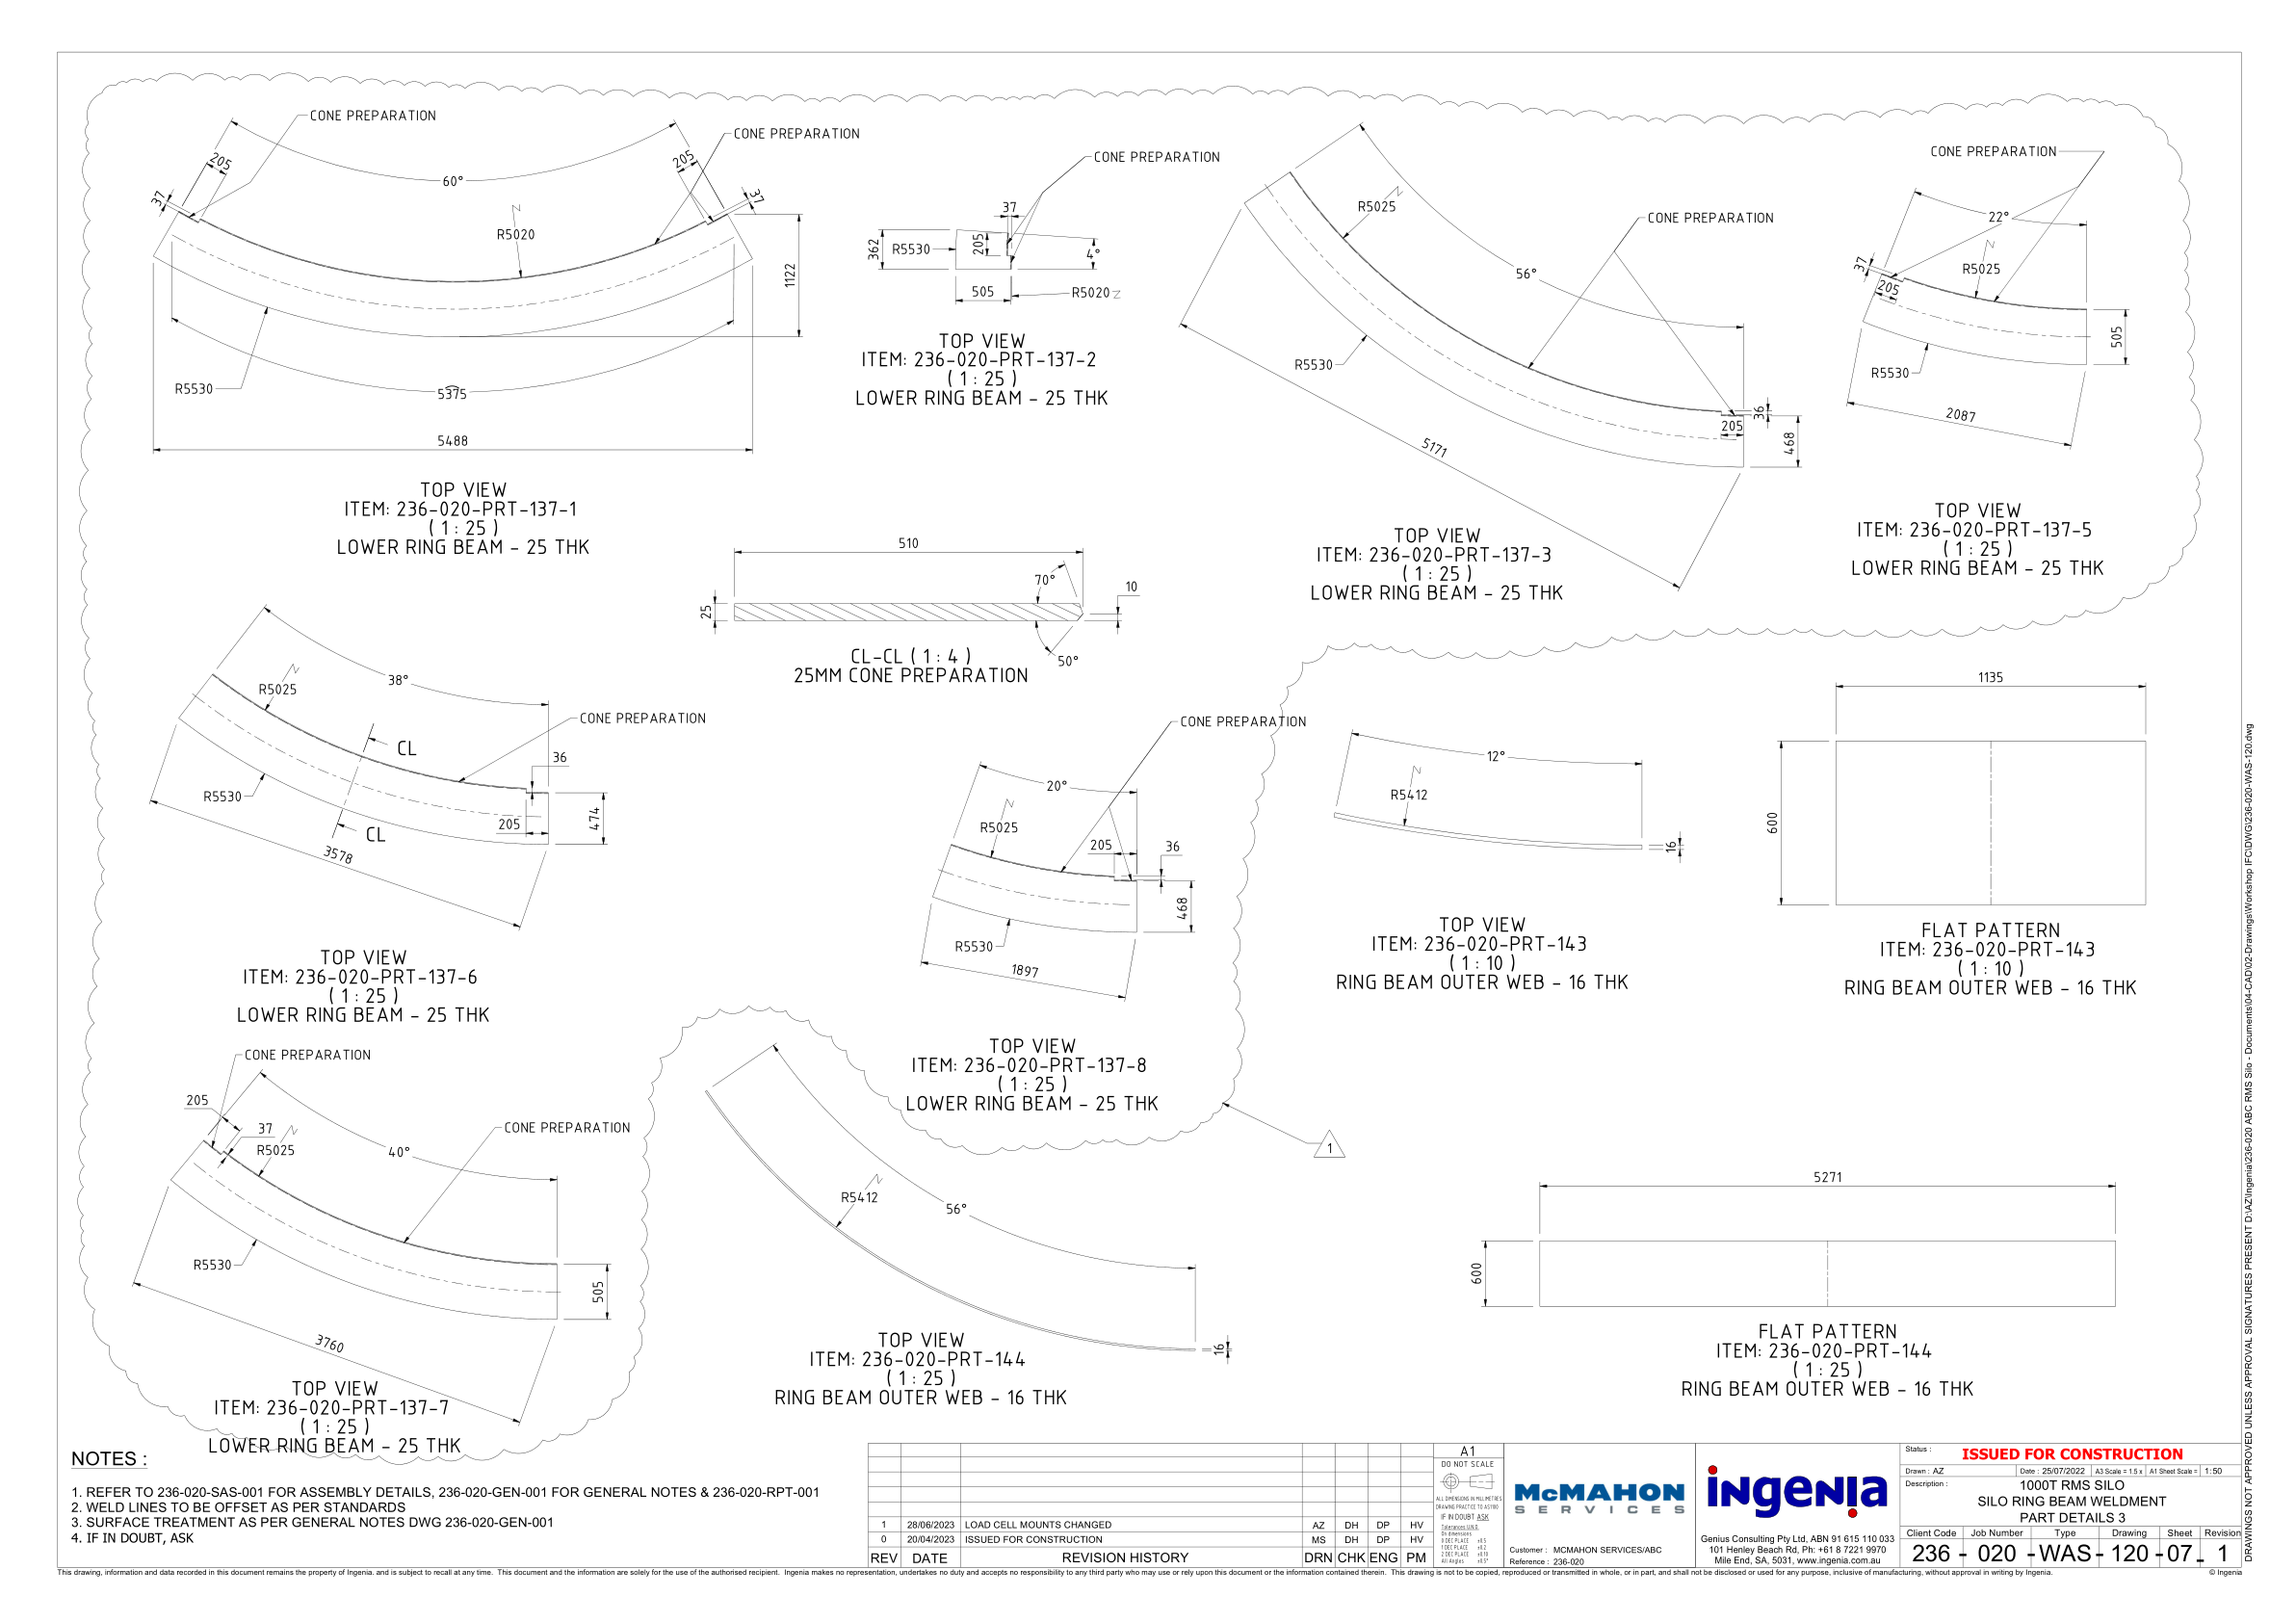 CONE PREPARATION
CONE PREPARATION
60°
205
205
37
37
R5020
1122
R5530
5375
5488
TOP VIEW
ITEM: 236-020-PRT-137-1
( 1 : 25 )
LOWER RING BEAM - 25 THK
CONE PREPARATION
37
362
R5530
205
4°
505
R5020
TOP VIEW
ITEM: 236-020-PRT-137-2
( 1 : 25 )
LOWER RING BEAM - 25 THK
R5025
CONE PREPARATION
56°
R5530
36
205
468
5171
TOP VIEW
ITEM: 236-020-PRT-137-3
( 1 : 25 )
LOWER RING BEAM - 25 THK
CONE PREPARATION
22°
37
R5025
205
505
R5530
2087
TOP VIEW
ITEM: 236-020-PRT-137-5
( 1 : 25 )
LOWER RING BEAM - 25 THK
510
70°
10
25
50°
CL-CL ( 1 : 4 )
25MM CONE PREPARATION
38°
R5025
CONE PREPARATION
CL
36
R5530
205
474
CL
3578
TOP VIEW
ITEM: 236-020-PRT-137-6
( 1 : 25 )
LOWER RING BEAM - 25 THK
CONE PREPARATION
20°
R5025
205
36
468
R5530
1897
TOP VIEW
ITEM: 236-020-PRT-137-8
( 1 : 25 )
LOWER RING BEAM - 25 THK
12°
R5412
16
TOP VIEW
ITEM: 236-020-PRT-143
( 1 : 10 )
RING BEAM OUTER WEB - 16 THK
1135
600
FLAT PATTERN
ITEM: 236-020-PRT-143
( 1 : 10 )
RING BEAM OUTER WEB - 16 THK
CONE PREPARATION
205
37
R5025
CONE PREPARATION
40°
R5530
505
3760
TOP VIEW
ITEM: 236-020-PRT-137-7
( 1 : 25 )
LOWER RING BEAM - 25 THK
1
R5412
56°
16
TOP VIEW
ITEM: 236-020-PRT-144
( 1 : 25 )
RING BEAM OUTER WEB - 16 THK
5271
600
FLAT PATTERN
ITEM: 236-020-PRT-144
( 1 : 25 )
RING BEAM OUTER WEB - 16 THK
NOTES :
1. REFER TO 236-020-SAS-001 FOR ASSEMBLY DETAILS, 236-020-GEN-001 FOR GENERAL NOTES & 236-020-RPT-001
2. WELD LINES TO BE OFFSET AS PER STANDARDS
3. SURFACE TREATMENT AS PER GENERAL NOTES DWG 236-020-GEN-001
4. IF IN DOUBT, ASK
1 28/06/2023 LOAD CELL MOUNTS CHANGED AZ DH DP HV
0 20/04/2023 ISSUED FOR CONSTRUCTION MS DH DP HV
REV DATE REVISION HISTORY DRN CHK ENG PM
A1
DO NOT SCALE
ALL DIMENSIONS IN MILLIMETRES
DRAWING PRACTICE TO AS1100
IF IN DOUBT ASK
Tolerances U.N.O.
On dimensions
0 DEC PLACE ±0.5
1 DEC PLACE ±0.2
2 DEC PLACE ±0.10
All Angles ±0.5°
McMAHON
SERVICES
Customer : MCMAHON SERVICES/ABC
Reference : 236-020
ingenia
Genius Consulting Pty Ltd, ABN 91 615 110 033
101 Henley Beach Rd, Ph: +61 8 7221 9970
Mile End, SA, 5031, www.ingenia.com.au
Status :
ISSUED FOR CONSTRUCTION
Drawn : AZ Date : 25/07/2022 A3 Scale = 1.5 x A1 Sheet Scale = 1:50
Description :
1000T RMS SILO
SILO RING BEAM WELDMENT
PART DETAILS 3
Client Code Job Number Type Drawing Sheet Revision
236 - 020 - WAS - 120 - 07 - 1
DRAWINGS NOT APPROVED UNLESS APPROVAL SIGNATURES PRESENT D:\AZ\Ingenia\236-020 ABC RMS Silo - Documents\04-CAD\02-Drawings\Workshop IFC\DWG\236-020-WAS-120.dwg
This drawing, information and data recorded in this document remains the property of Ingenia. and is subject to recall at any time. This document and the information are solely for the use of the authorised recipient. Ingenia makes no representation, undertakes no duty and accepts no responsibility to any third party who may use or rely upon this document or the information contained therein. This drawing is not to be copied, reproduced or transmitted in whole, or in part, and shall not be disclosed or used for any purpose, inclusive of manufacturing, without approval in writing by Ingenia.
© Ingenia